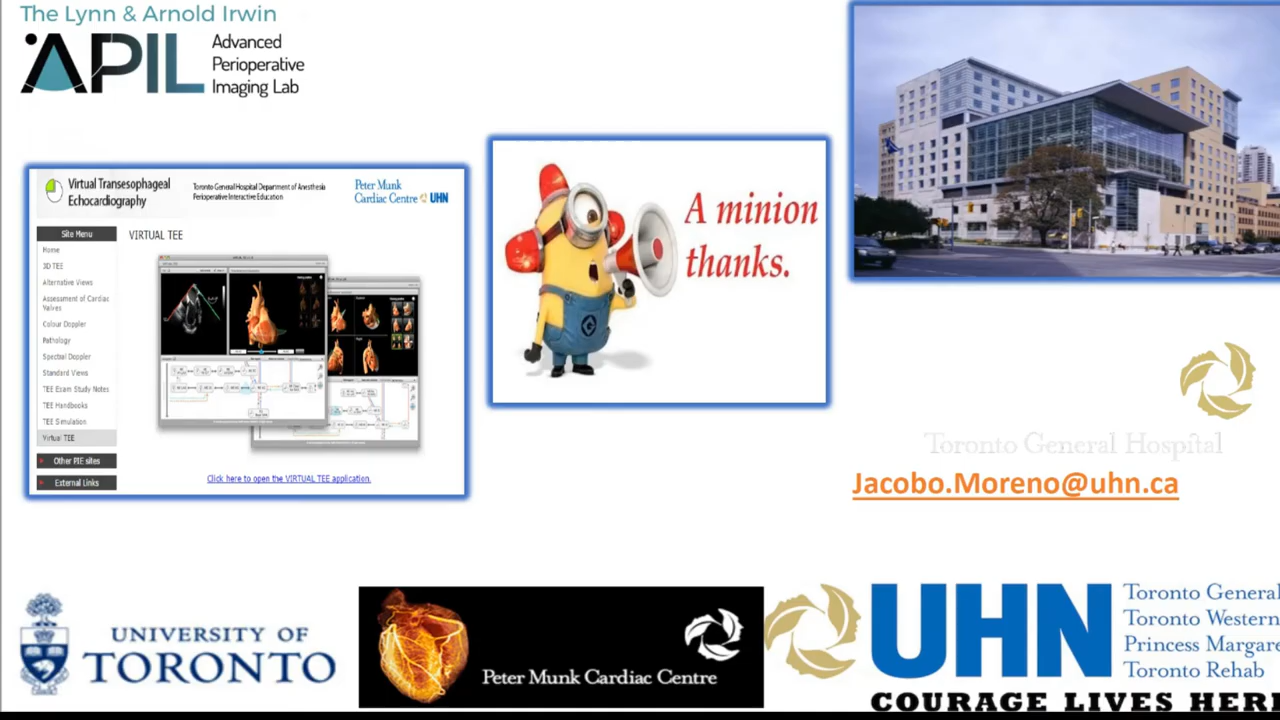 The Lynn & Arnold Irwin
APIL
Advanced
Perioperative
Imaging Lab
Virtual Transesophageal
Echocardiography
Toronto General Hospital Department of Anesthesia
Perioperative Interactive Education
Peter Munk
Cardiac Centre UHN
Site Menu
Home
3D TEE
Alternative Views
Assessment of Cardiac
Valves
Colour Doppler
Pathology
Spectral Doppler
Standard Views
TEE Exam Study Notes
TEE Handbooks
TEE Simulation
Virtual TEE
Other PIE sites
External Links
VIRTUAL TEE
Click here to open the VIRTUAL TEE application.
A minion
thanks.
Toronto General Hospital
Jacobo.Moreno@uhn.ca
UNIVERSITY OF
TORONTO
Peter Munk Cardiac Centre
UHN
Toronto General
Toronto Western
Princess Margare
Toronto Rehab
COURAGE LIVES HER